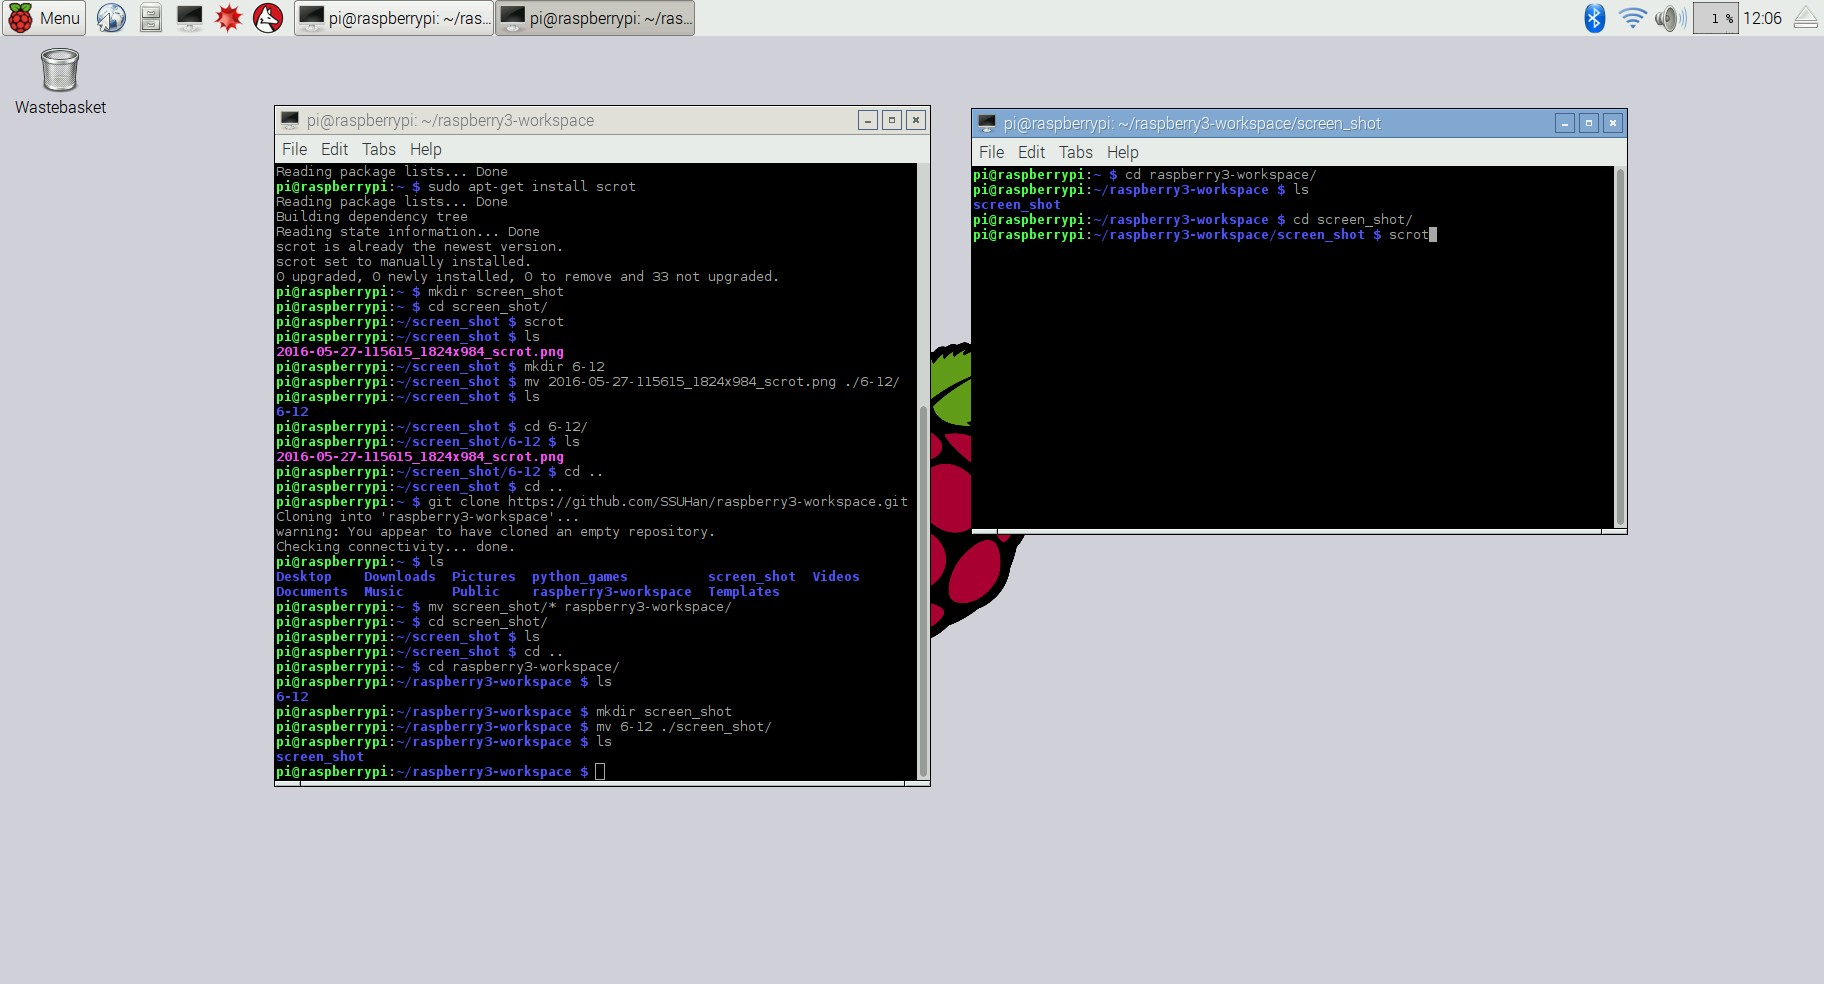 Menu
pi@raspberrypi: ~/ras...
pi@raspberrypi: ~/ras...
1 %
12:06
Wastebasket
pi@raspberrypi: ~/raspberry3-workspace
File Edit Tabs Help
Reading package lists... Done
pi@raspberrypi:~ $ sudo apt-get install scrot
Reading package lists... Done
Building dependency tree
Reading state information... Done
scrot is already the newest version.
scrot set to manually installed.
0 upgraded, 0 newly installed, 0 to remove and 33 not upgraded.
pi@raspberrypi:~ $ mkdir screen_shot
pi@raspberrypi:~ $ cd screen_shot/
pi@raspberrypi:~/screen_shot $ scrot
pi@raspberrypi:~/screen_shot $ ls
2016-05-27-115615_1824x984_scrot.png
pi@raspberrypi:~/screen_shot $ mkdir 6-12
pi@raspberrypi:~/screen_shot $ mv 2016-05-27-115615_1824x984_scrot.png ./6-12/
pi@raspberrypi:~/screen_shot $ ls
6-12
pi@raspberrypi:~/screen_shot $ cd 6-12/
pi@raspberrypi:~/screen_shot/6-12 $ ls
2016-05-27-115615_1824x984_scrot.png
pi@raspberrypi:~/screen_shot/6-12 $ cd ..
pi@raspberrypi:~/screen_shot $ cd ..
pi@raspberrypi:~ $ git clone https://github.com/SSUHan/raspberry3-workspace.git
Cloning into 'raspberry3-workspace'...
warning: You appear to have cloned an empty repository.
Checking connectivity... done.
pi@raspberrypi:~ $ ls
Desktop Downloads Pictures python_games screen_shot Videos
Documents Music Public raspberry3-workspace Templates
pi@raspberrypi:~ $ mv screen_shot/* raspberry3-workspace/
pi@raspberrypi:~ $ cd screen_shot/
pi@raspberrypi:~/screen_shot $ ls
pi@raspberrypi:~/screen_shot $ cd ..
pi@raspberrypi:~ $ cd raspberry3-workspace/
pi@raspberrypi:~/raspberry3-workspace $ ls
6-12
pi@raspberrypi:~/raspberry3-workspace $ mkdir screen_shot
pi@raspberrypi:~/raspberry3-workspace $ mv 6-12 ./screen_shot/
pi@raspberrypi:~/raspberry3-workspace $ ls
screen_shot
pi@raspberrypi:~/raspberry3-workspace $
pi@raspberrypi: ~/raspberry3-workspace/screen_shot
File Edit Tabs Help
pi@raspberrypi:~ $ cd raspberry3-workspace/
pi@raspberrypi:~/raspberry3-workspace $ ls
screen_shot
pi@raspberrypi:~/raspberry3-workspace $ cd screen_shot/
pi@raspberrypi:~/raspberry3-workspace/screen_shot $ scrot